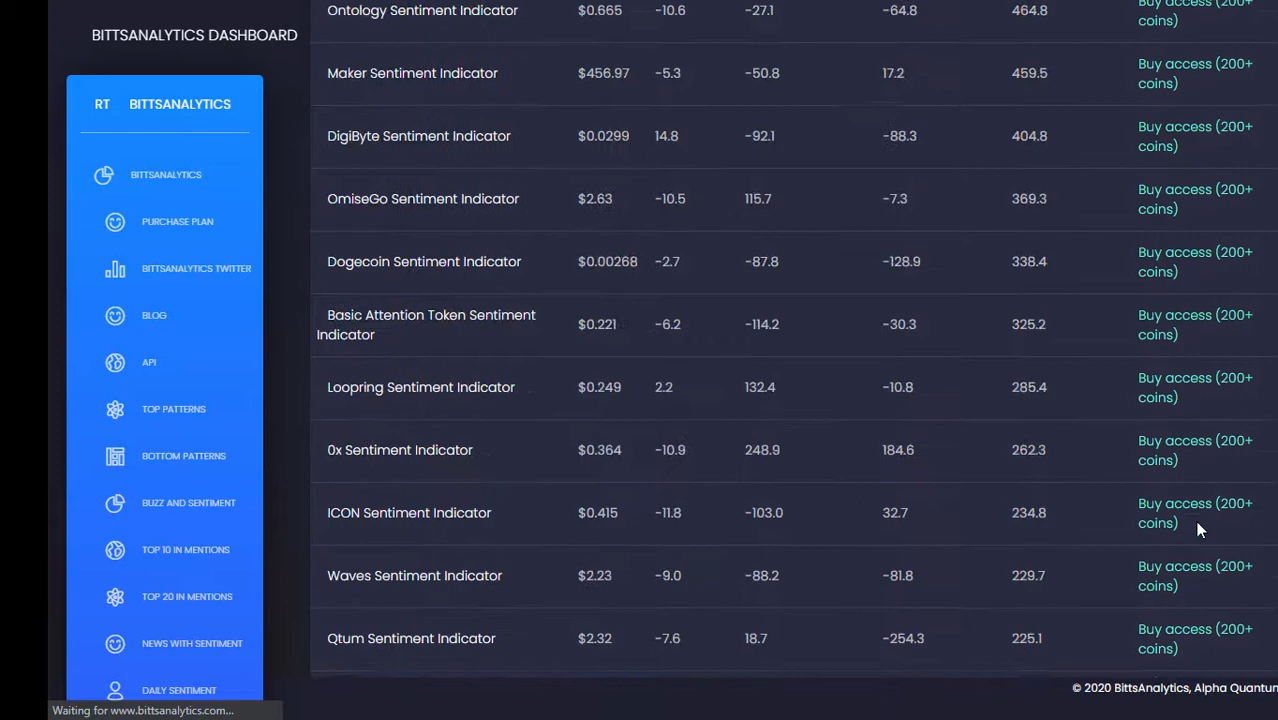 BITTSANALYTICS DASHBOARD
RT BITTSANALYTICS
BITTSANALYTICS
PURCHASE PLAN
BITTSANALYTICS TWITTER
BLOG
API
TOP PATTERNS
BOTTOM PATTERNS
BUZZ AND SENTIMENT
TOP 10 IN MENTIONS
TOP 20 IN MENTIONS
NEWS WITH SENTIMENT
DAILY SENTIMENT
Waiting for www.bittsanalytics.com...
Ontology Sentiment Indicator $0.665 -10.6 -27.1 -64.8 464.8 Buy access (200+
coins)
Maker Sentiment Indicator $456.97 -5.3 -50.8 17.2 459.5 Buy access (200+
coins)
DigiByte Sentiment Indicator $0.0299 14.8 -92.1 -88.3 404.8 Buy access (200+
coins)
OmiseGo Sentiment Indicator $2.63 -10.5 115.7 -7.3 369.3 Buy access (200+
coins)
Dogecoin Sentiment Indicator $0.00268 -2.7 -87.8 -128.9 338.4 Buy access (200+
coins)
Basic Attention Token Sentiment $0.221 -6.2 -114.2 -30.3 325.2 Buy access (200+
Indicator coins)
Loopring Sentiment Indicator $0.249 2.2 132.4 -10.8 285.4 Buy access (200+
coins)
0x Sentiment Indicator $0.364 -10.9 248.9 184.6 262.3 Buy access (200+
coins)
ICON Sentiment Indicator $0.415 -11.8 -103.0 32.7 234.8 Buy access (200+
coins)
Waves Sentiment Indicator $2.23 -9.0 -88.2 -81.8 229.7 Buy access (200+
coins)
Qtum Sentiment Indicator $2.32 -7.6 18.7 -254.3 225.1 Buy access (200+
coins)
© 2020 BittsAnalytics, Alpha Quantum